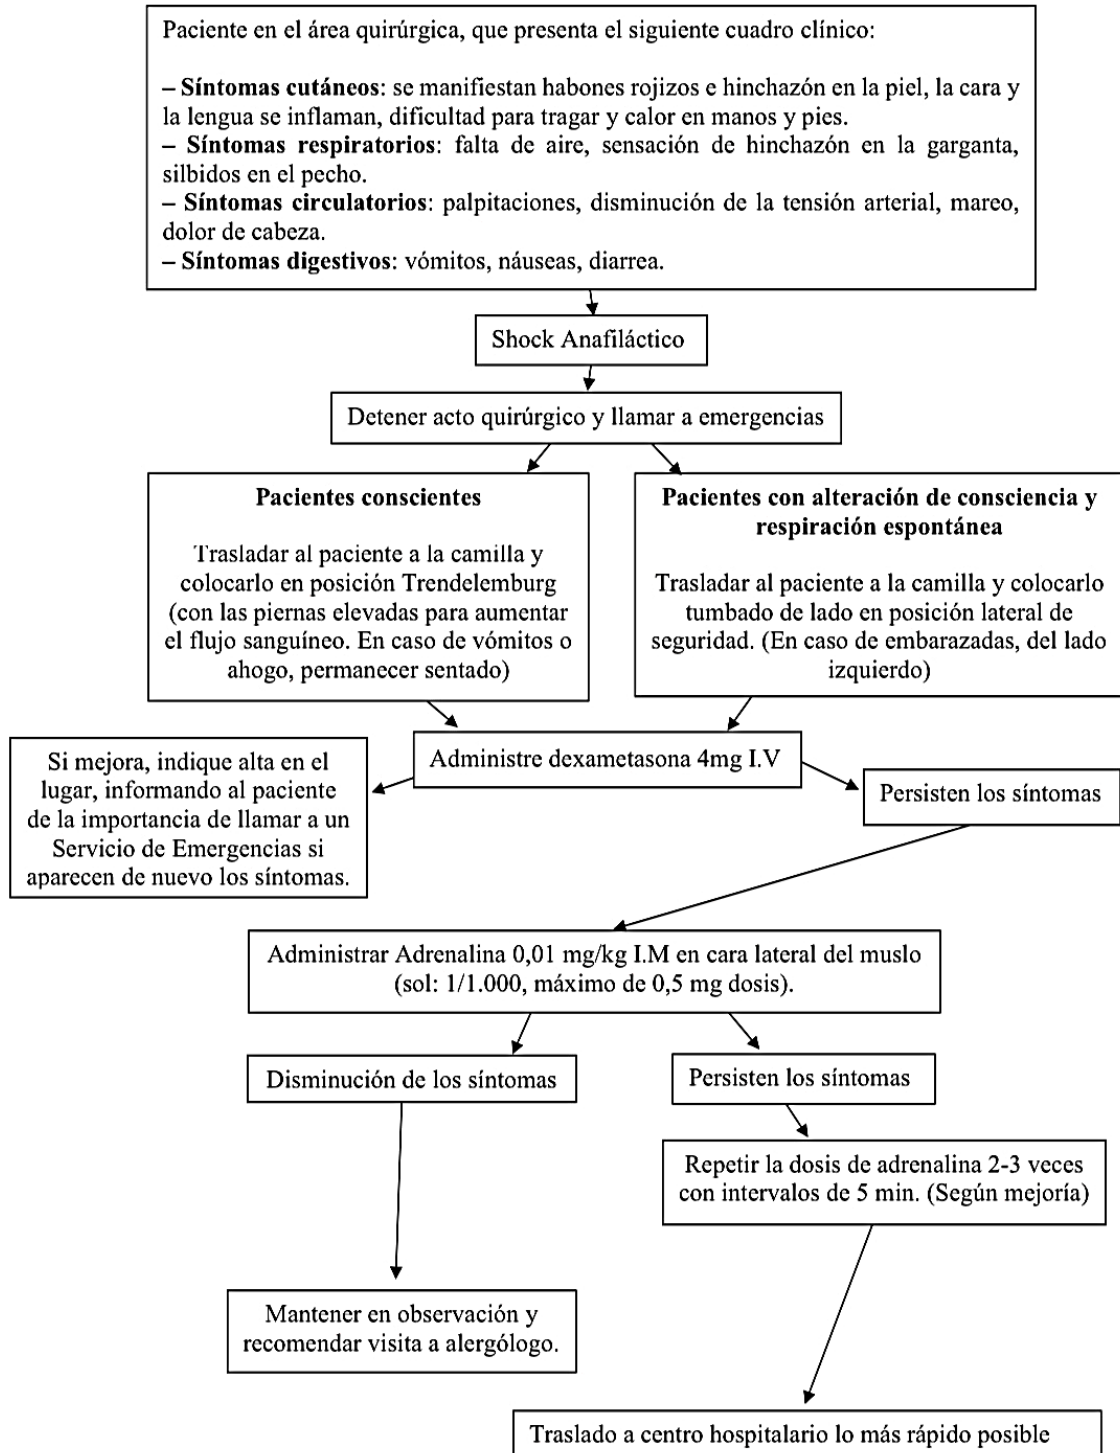 Paciente en el área quirúrgica, que presenta el siguiente cuadro clínico:
– Síntomas cutáneos: se manifiestan habones rojizos e hinchazón en la piel, la cara y
la lengua se inflaman, dificultad para tragar y calor en manos y pies.
– Síntomas respiratorios: falta de aire, sensación de hinchazón en la garganta,
silbidos en el pecho.
– Síntomas circulatorios: palpitaciones, disminución de la tensión arterial, mareo,
dolor de cabeza.
– Síntomas digestivos: vómitos, náuseas, diarrea.
Shock Anafiláctico
Detener acto quirúrgico y llamar a emergencias
Pacientes conscientes
Trasladar al paciente a la camilla y
colocarlo en posición Trendelemburg
(con las piernas elevadas para aumentar
el flujo sanguíneo. En caso de vómitos o
ahogo, permanecer sentado)
Pacientes con alteración de consciencia y
respiración espontánea
Trasladar al paciente a la camilla y colocarlo
tumbado de lado en posición lateral de
seguridad. (En caso de embarazadas, del lado
izquierdo)
Administre dexametasona 4mg I.V
Si mejora, indique alta en el
lugar, informando al paciente
de la importancia de llamar a un
Servicio de Emergencias si
aparecen de nuevo los síntomas.
Persisten los síntomas
Administrar Adrenalina 0,01 mg/kg I.M en cara lateral del muslo
(sol: 1/1.000, máximo de 0,5 mg dosis).
Disminución de los síntomas
Persisten los síntomas
Repetir la dosis de adrenalina 2-3 veces
con intervalos de 5 min. (Según mejoría)
Mantener en observación y
recomendar visita a alergólogo.
Traslado a centro hospitalario lo más rápido posible